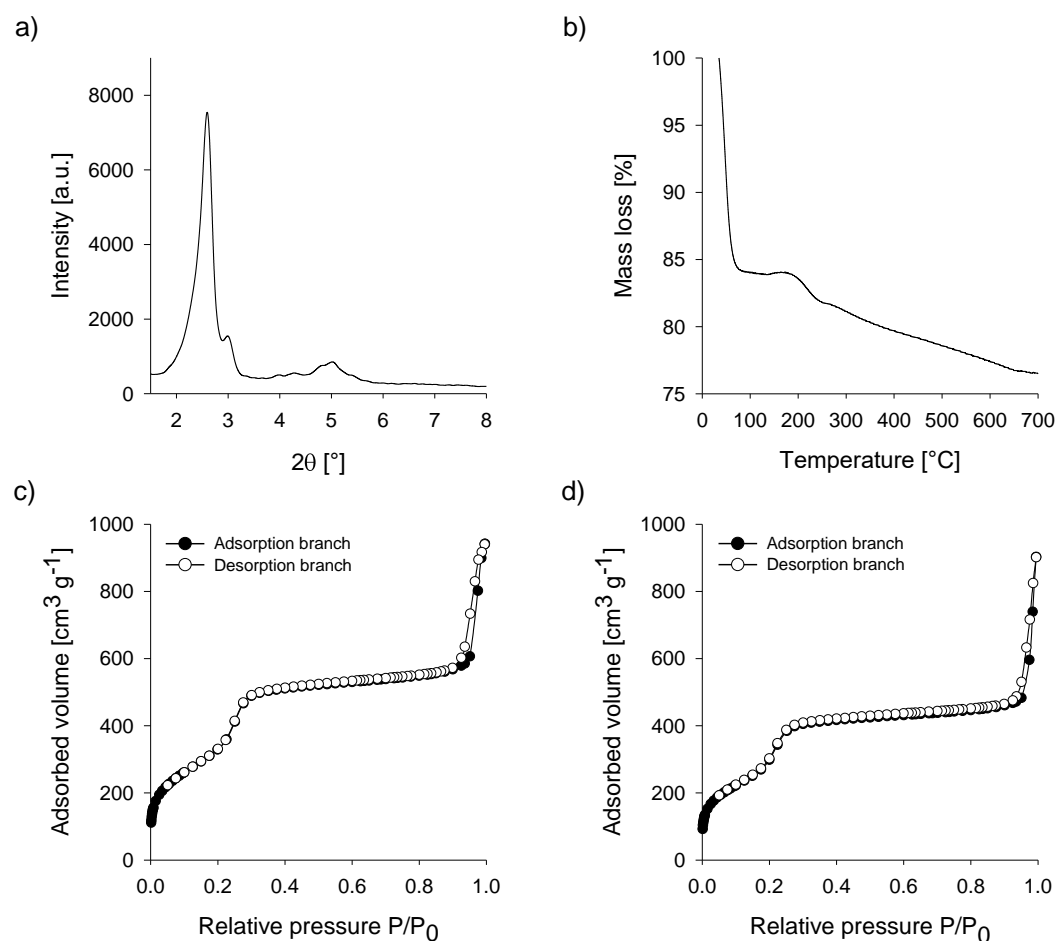 a)
Intensity [a.u.]
8000
6000
4000
2000
0
2 3 4 5 6 7 8
2θ [°]
b)
Mass loss [%]
100
95
90
85
80
75
0 100 200 300 400 500 600 700
Temperature [°C]
c)
Adsorbed volume [cm3 g-1]
1000
800
600
400
200
0
Adsorption branch
Desorption branch
0.0 0.2 0.4 0.6 0.8 1.0
Relative pressure P/P0
d)
Adsorbed volume [cm3 g-1]
1000
800
600
400
200
0
Adsorption branch
Desorption branch
0.0 0.2 0.4 0.6 0.8 1.0
Relative pressure P/P0